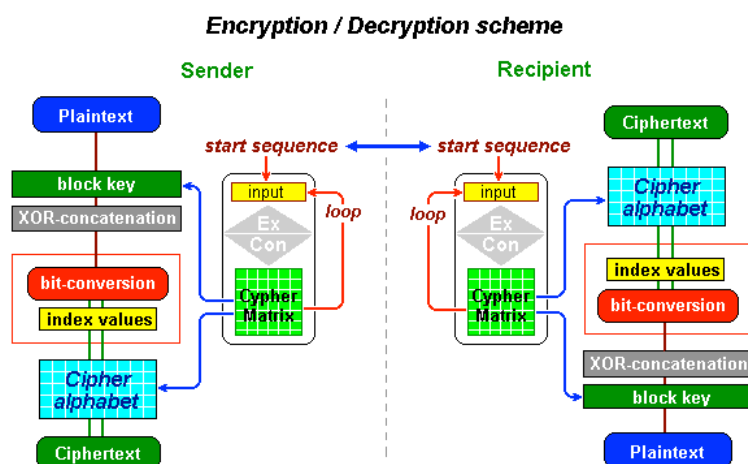 Encryption / Decryption scheme
Sender
Recipient
Plaintext
start sequence
block key
XOR-concatenation
input
loop
Ex
Con
bit-conversion
index values
Cypher
Matrix
Cipher
alphabet
Ciphertext
start sequence
Ciphertext
input
loop
Ex
Con
Cypher
Matrix
Cipher
alphabet
index values
bit-conversion
XOR-concatenation
block key
Plaintext